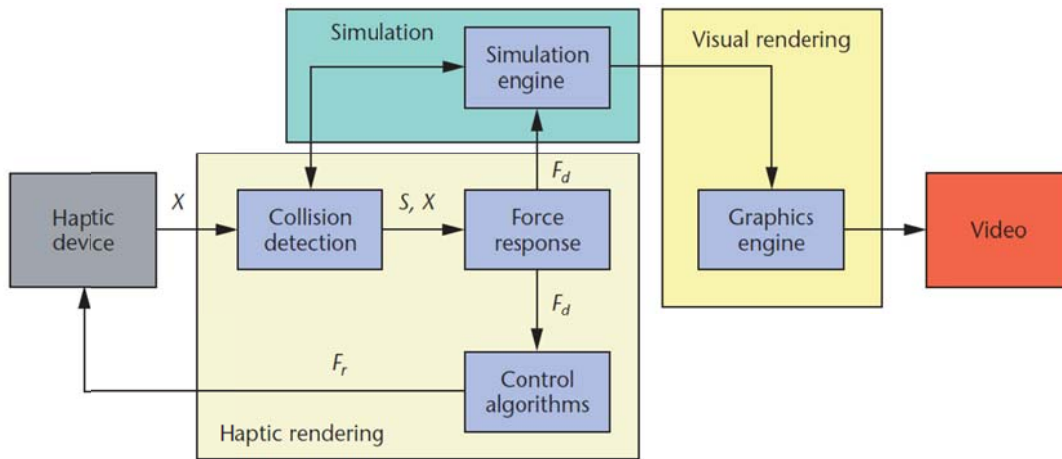 Simulation
Simulation
engine
Visual rendering
F_d
Haptic
device
X
Collision
detection
S, X
Force
response
Graphics
engine
Video
F_d
F_r
Control
algorithms
Haptic rendering